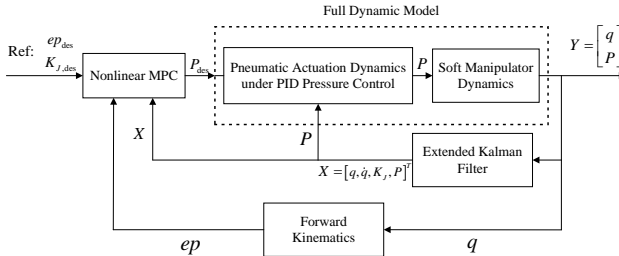 Full Dynamic Model
Ref: ep_des
K_{J,des}
Nonlinear MPC
P_des
Pneumatic Actuation Dynamics
under PID Pressure Control
P
Soft Manipulator
Dynamics
Y = [q P]
X
P
X = [q, q̇, K_J, P]^T
Extended Kalman
Filter
Forward
Kinematics
ep
q